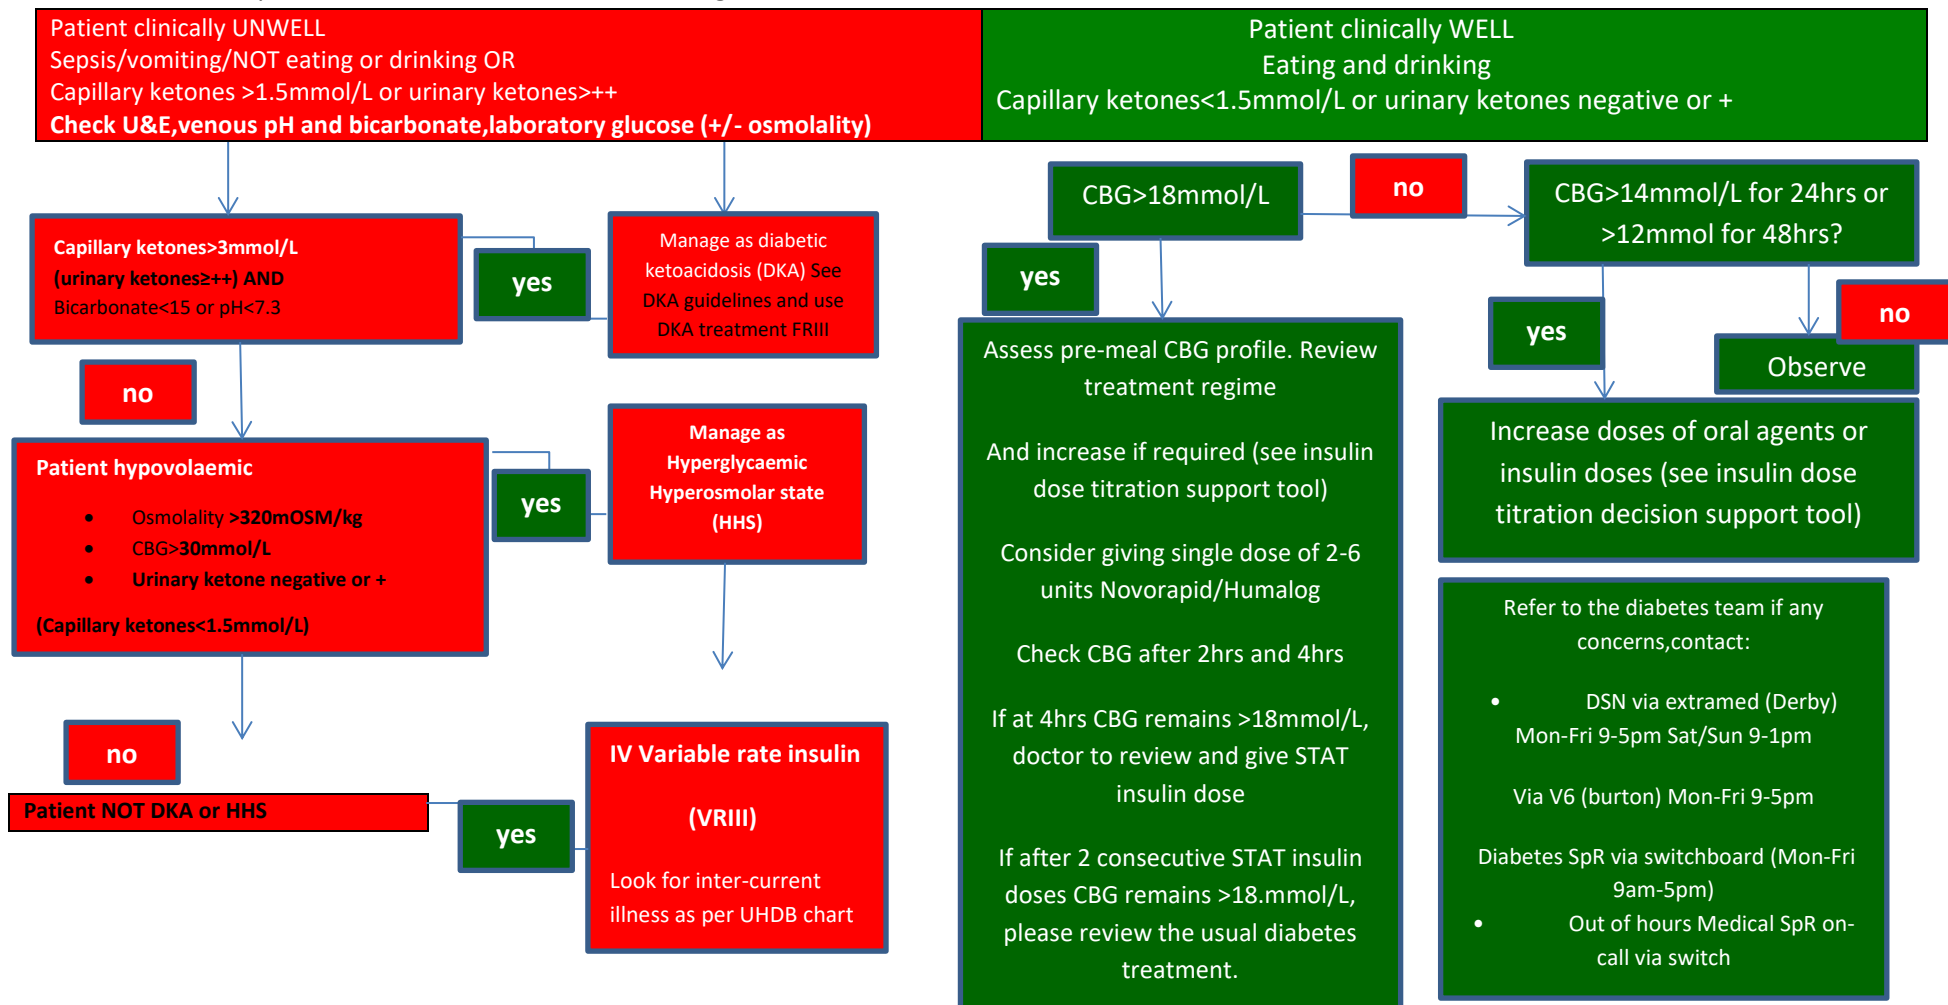 Patient clinically UNWELL
Sepsis/vomiting/NOT eating or drinking OR
Capillary ketones >1.5mmol/L or urinary ketones>++
Check U&E,venous pH and bicarbonate,laboratory glucose (+/- osmolality)
Patient clinically WELL
Eating and drinking
Capillary ketones<1.5mmol/L or urinary ketones negative or +
Capillary ketones>3mmol/L
(urinary ketones≥++) AND
Bicarbonate<15 or pH<7.3
yes
Manage as diabetic
ketoacidosis (DKA) See
DKA guidelines and use
DKA treatment FRIII
no
Patient hypovolaemic
• Osmolality >320mOSM/kg
• CBG>30mmol/L
• Urinary ketone negative or +
(Capillary ketones<1.5mmol/L)
yes
Manage as
Hyperglycaemic
Hyperosmolar state
(HHS)
no
Patient NOT DKA or HHS
yes
IV Variable rate insulin
(VRIII)
Look for inter-current
illness as per UHDB chart
CBG>18mmol/L
no
CBG>14mmol/L for 24hrs or
>12mmol for 48hrs?
yes
Assess pre-meal CBG profile. Review
treatment regime
And increase if required (see insulin
dose titration support tool)
Consider giving single dose of 2-6
units Novorapid/Humalog
Check CBG after 2hrs and 4hrs
If at 4hrs CBG remains >18mmol/L,
doctor to review and give STAT
insulin dose
If after 2 consecutive STAT insulin
doses CBG remains >18.mmol/L,
please review the usual diabetes
treatment.
yes
no
Observe
Increase doses of oral agents or
insulin doses (see insulin dose
titration decision support tool)
Refer to the diabetes team if any
concerns,contact:
• DSN via extramed (Derby)
Mon-Fri 9-5pm Sat/Sun 9-1pm
Via V6 (burton) Mon-Fri 9-5pm
Diabetes SpR via switchboard (Mon-Fri
9am-5pm)
• Out of hours Medical SpR on-
call via switch